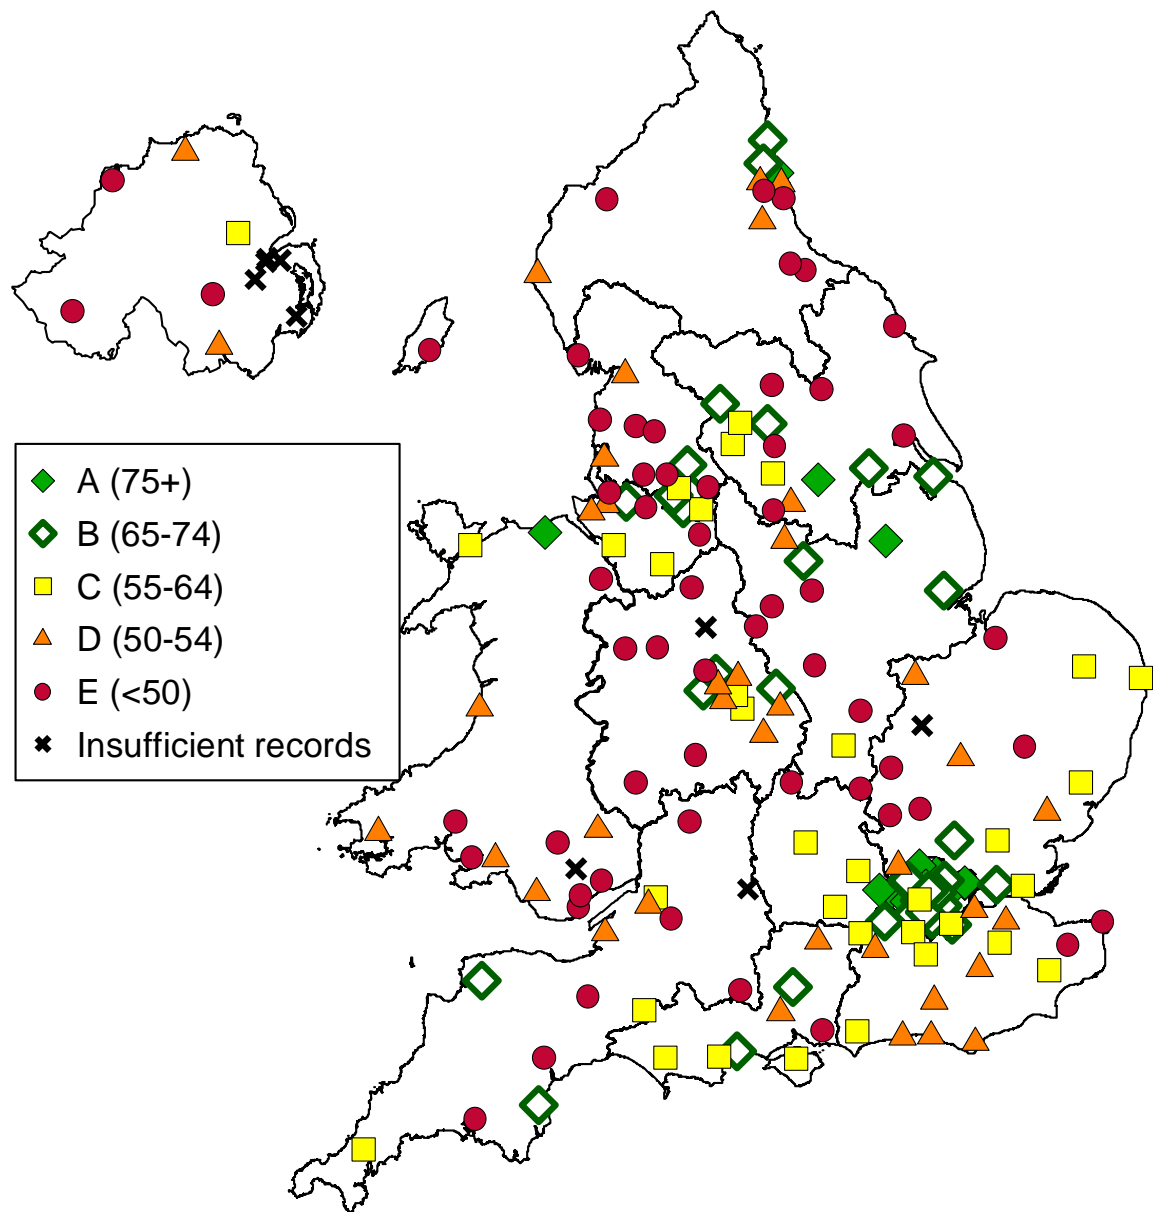 A (75+)
B (65-74)
C (55-64)
D (50-54)
E (<50)
Insufficient records